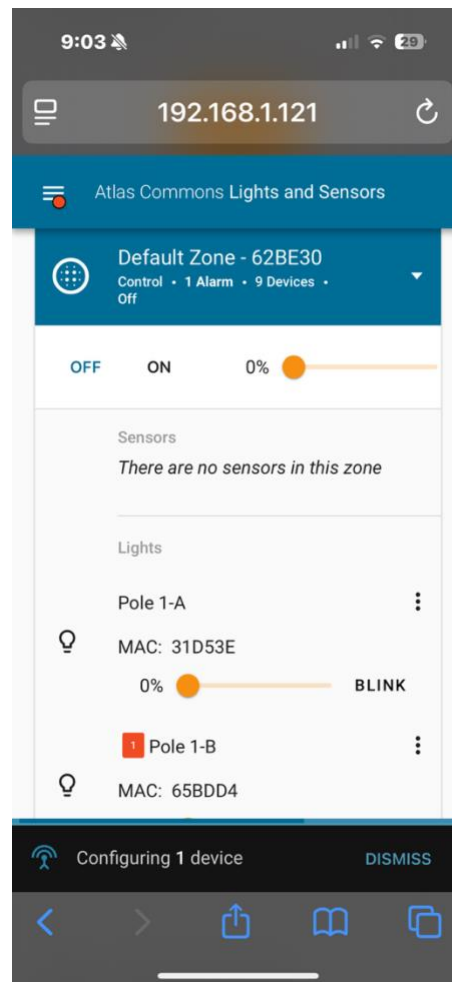 9:03
29
192.168.1.121
Atlas Commons Lights and Sensors
Default Zone - 62BE30
Control • 1 Alarm • 9 Devices •
Off
OFF ON 0%
Sensors
There are no sensors in this zone
Lights
Pole 1-A
MAC: 31D53E
0% BLINK
1 Pole 1-B
MAC: 65BDD4
Configuring 1 device DISMISS